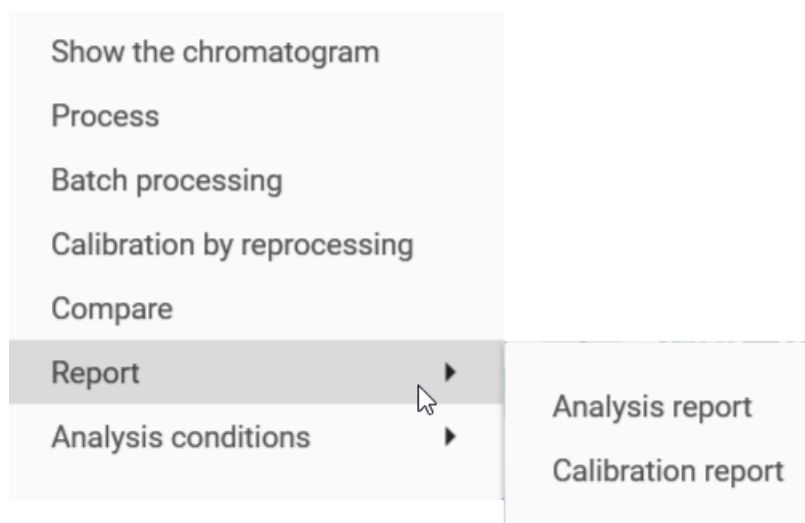 Show the chromatogram
Process
Batch processing
Calibration by reprocessing
Compare
Report
Analysis conditions
Analysis report
Calibration report